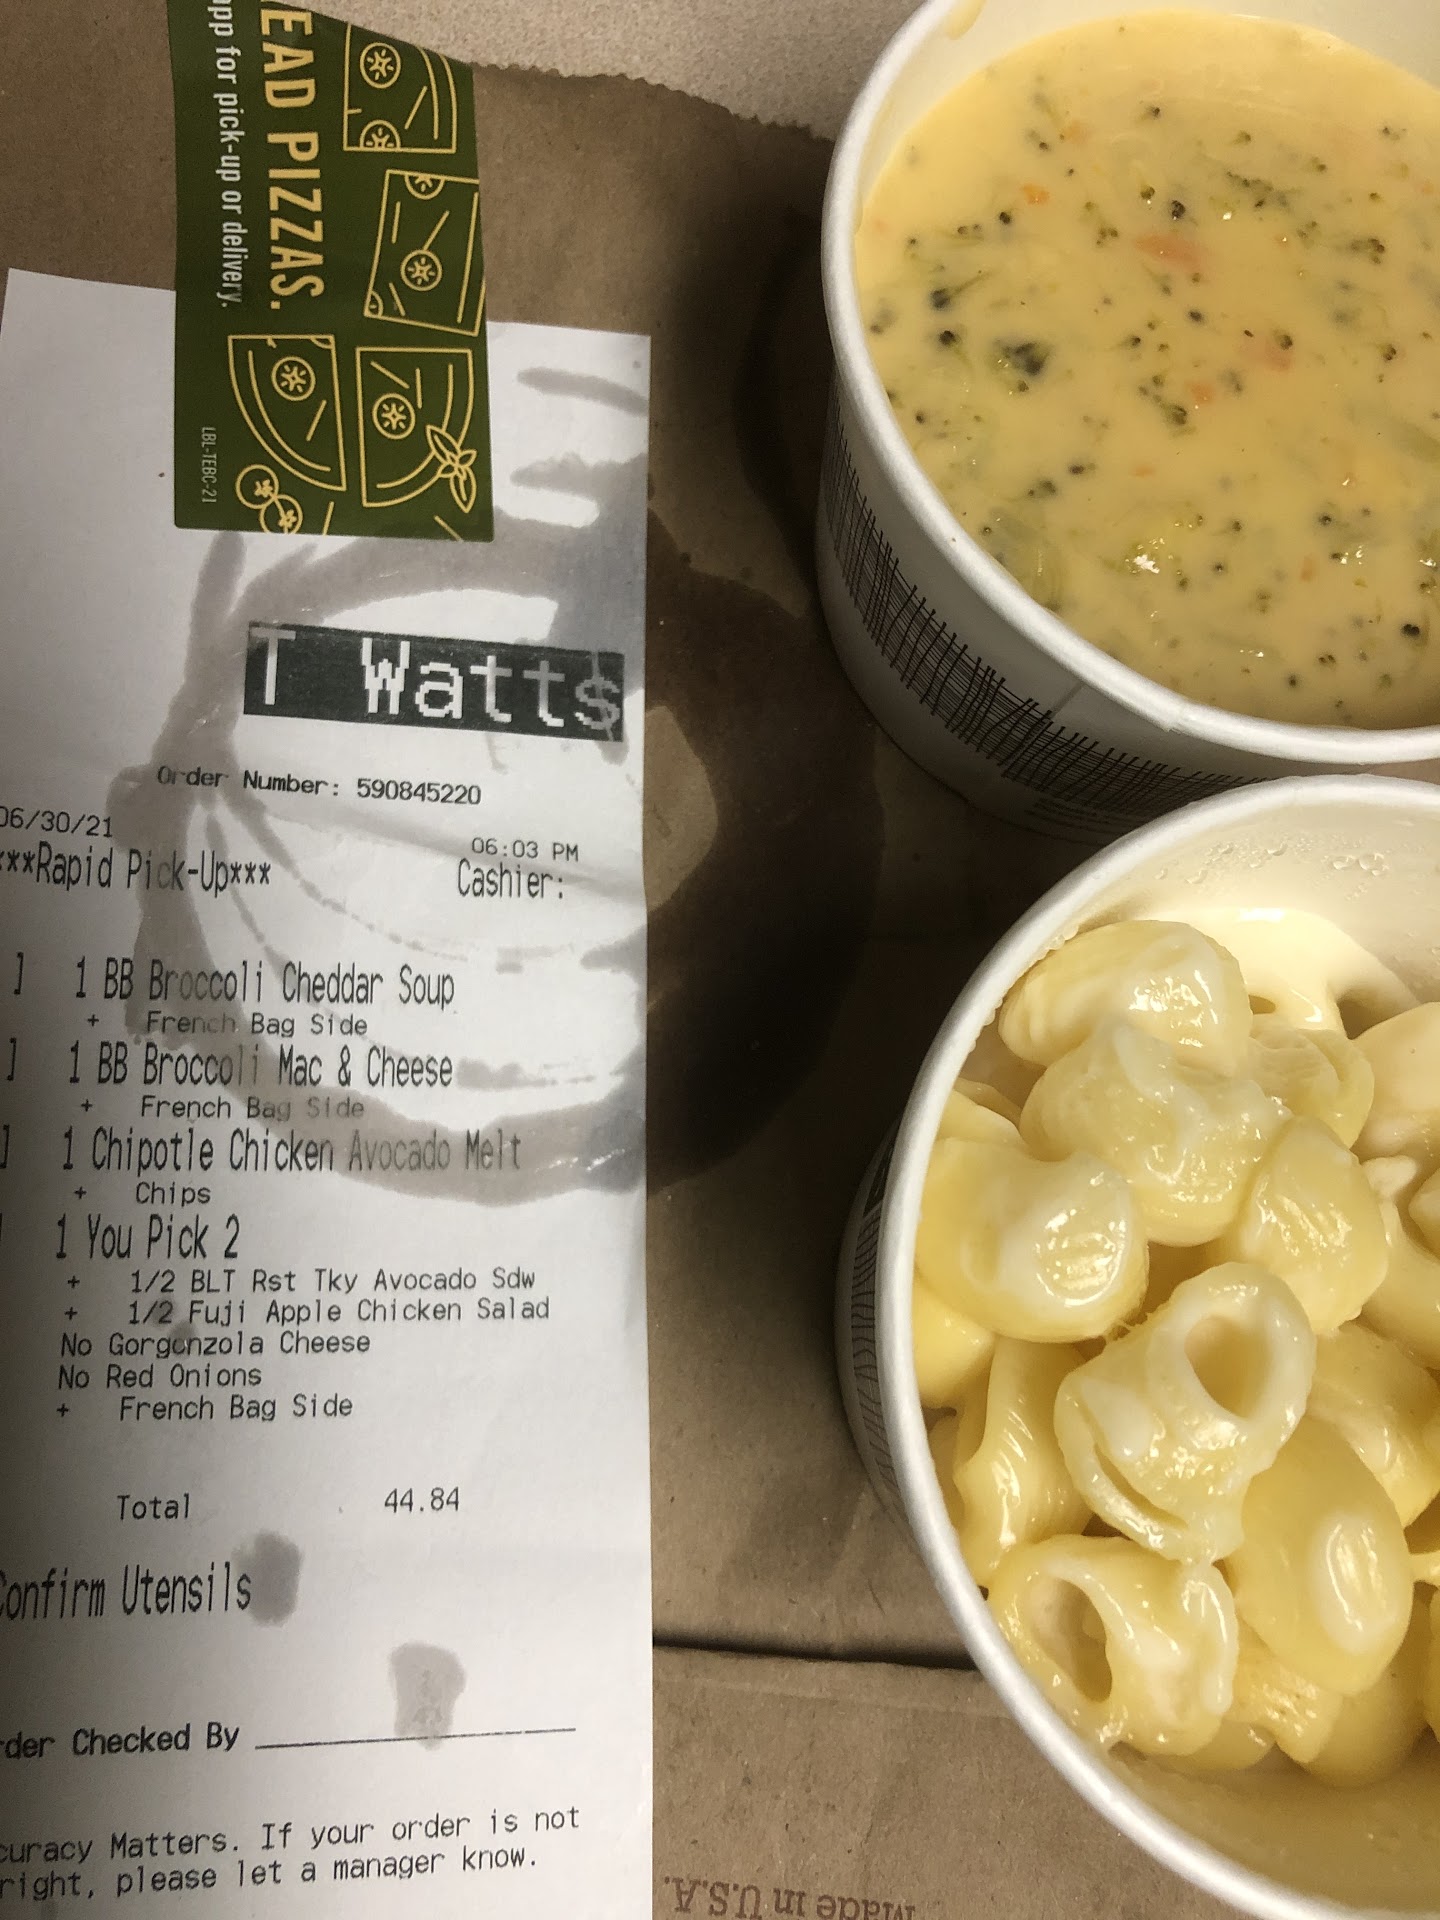 EAD PIZZAS.
app for pick-up or delivery.
LBL-TEBC-21
T Watts
Order Number: 590845220
06/30/21
06:03 PM
***Rapid Pick-Up***
Cashier:
] 1 BB Broccoli Cheddar Soup
+ French Bag Side
] 1 BB Broccoli Mac & Cheese
+ French Bag Side
] 1 Chipotle Chicken Avocado Melt
+ Chips
1 You Pick 2
+ 1/2 BLT Rst Tky Avocado Sdw
+ 1/2 Fuji Apple Chicken Salad
No Gorgonzola Cheese
No Red Onions
+ French Bag Side
Total 44.84
Confirm Utensils
rder Checked By
curacy Matters. If your order is not
right, please let a manager know.
Made in U.S.A.